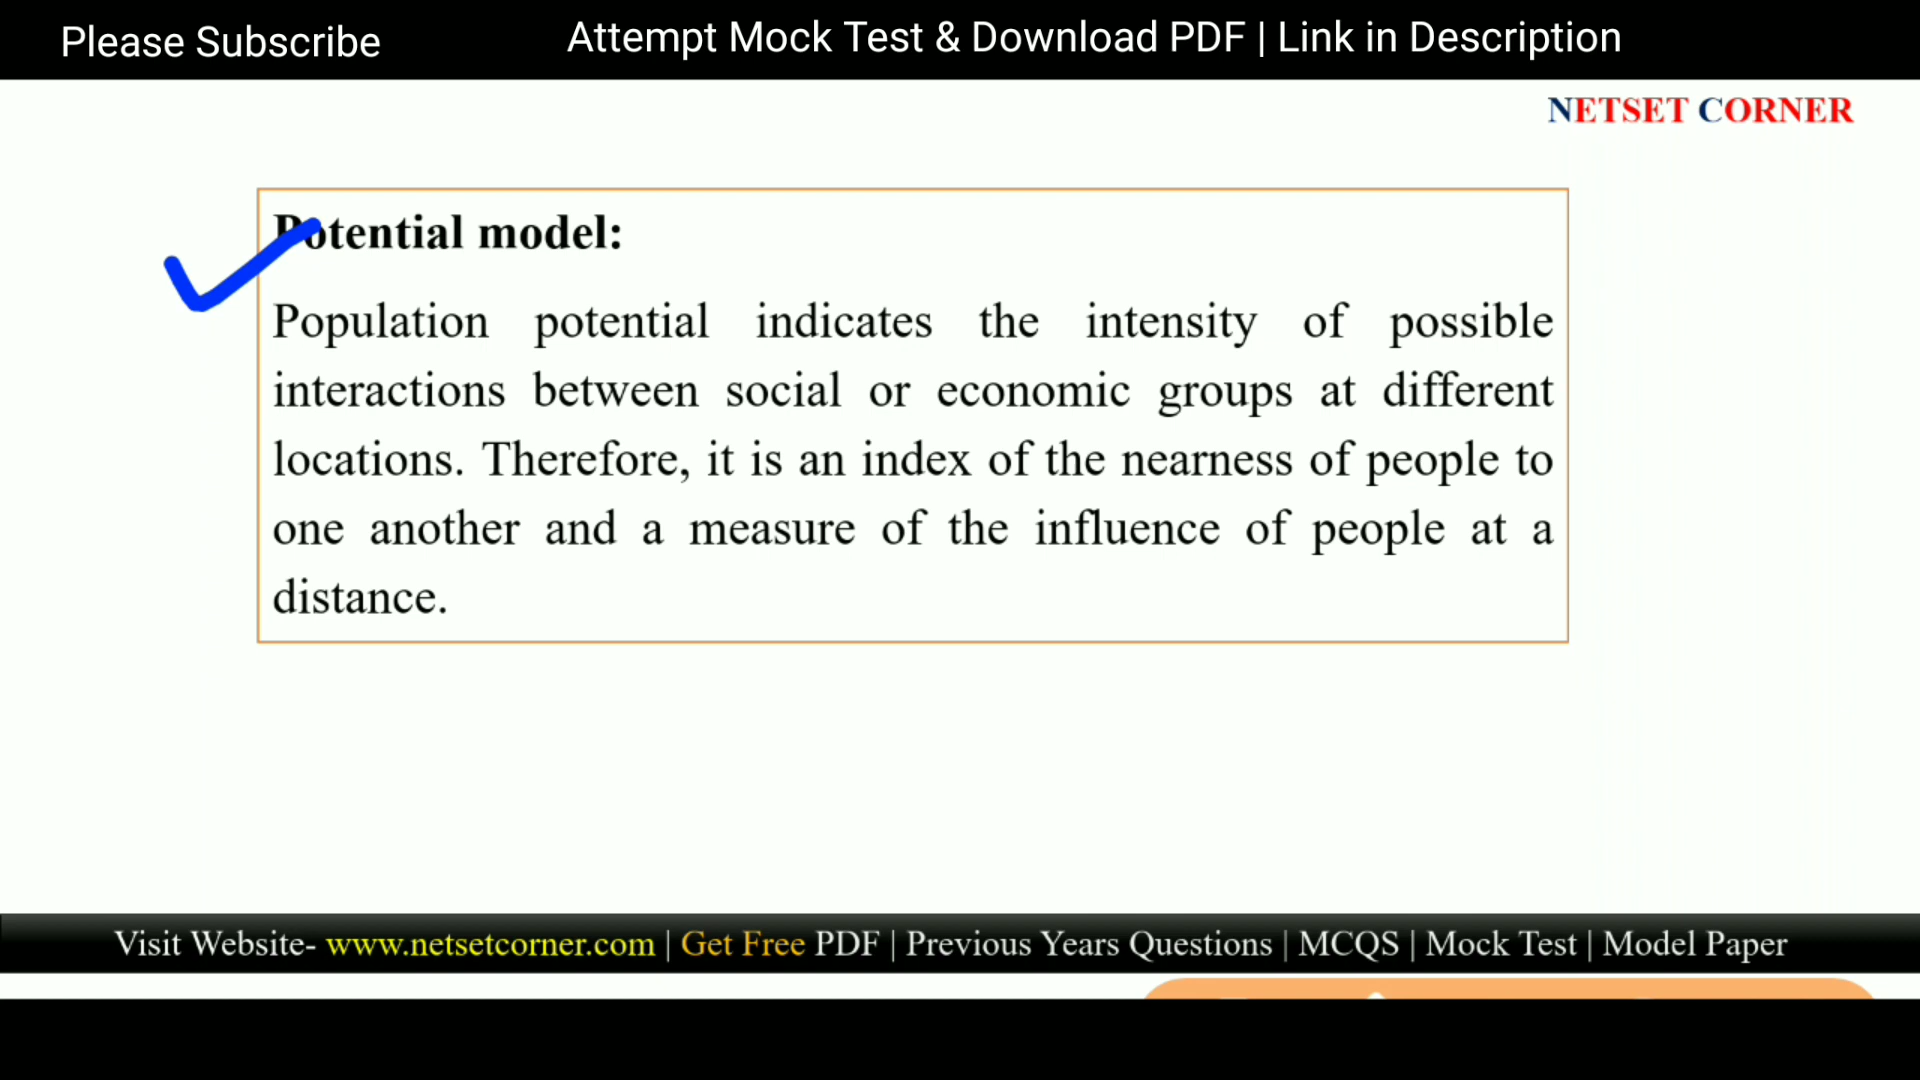 Please Subscribe
Attempt Mock Test & Download PDF | Link in Description
NETSET CORNER
Potential model:
Population potential indicates the intensity of possible
interactions between social or economic groups at different
locations. Therefore, it is an index of the nearness of people to
one another and a measure of the influence of people at a
distance.
Visit Website- www.netsetcorner.com | Get Free PDF | Previous Years Questions | MCQS | Mock Test | Model Paper